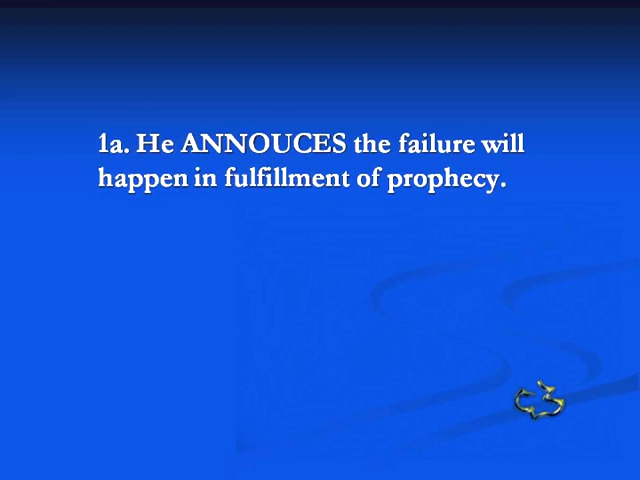 1a. He ANNOUCES the failure will
happen in fulfillment of prophecy.